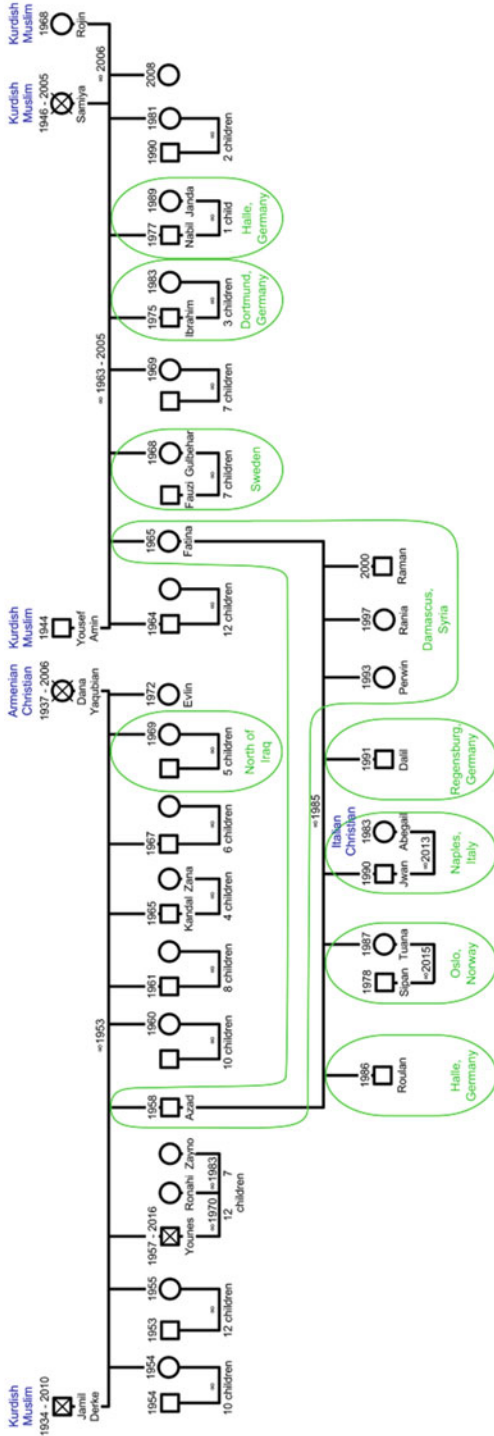 Kurdish
Muslim
1934 - 2010
Jamil
Derke
Armenian
Christian
1937 - 2006
Dana
Yaqubian
Kurdish
Muslim
1944
Yousef
Amin
Kurdish
Muslim
1946 - 2005
Samiya
Kurdish
Muslim
1968
Rojin
∞1953
∞ 1963 - 2005
∞ 2006
1954 1954
∞
10 children
1953 1955
∞
12 children
1957 - 2016
Younes Ronahi Zayno
∞1970 ∞1983
12 7
children
1958
Azad
1960
∞
10 children
1961
∞
8 children
1965
Kandal Zana
∞
4 children
1967
∞
6 children
1969
∞
5 children
North of
Iraq
1972
Evlin
1964
∞
12 children
1965
Fatina
1968
Fauzi Gulbehar
∞
7 children
Sweden
1969
∞
7 children
1975 1983
Ibrahim
∞
3 children
Dortmund,
Germany
1977 1989
Nabil Janda
∞
1 child
Halle,
Germany
1990 1981
∞
2 children
2008
∞1985
1986
Roulan
Halle,
Germany
1978 1987
Sipan Tuana
∞2015
Oslo,
Norway
Italian
Christian
1990 1983
Jwan Abegail
∞2013
Naples,
Italy
1991
Dalil
Regensburg,
Germany
1993
Perwin
1997
Rania
2000
Raman
Damascus,
Syria